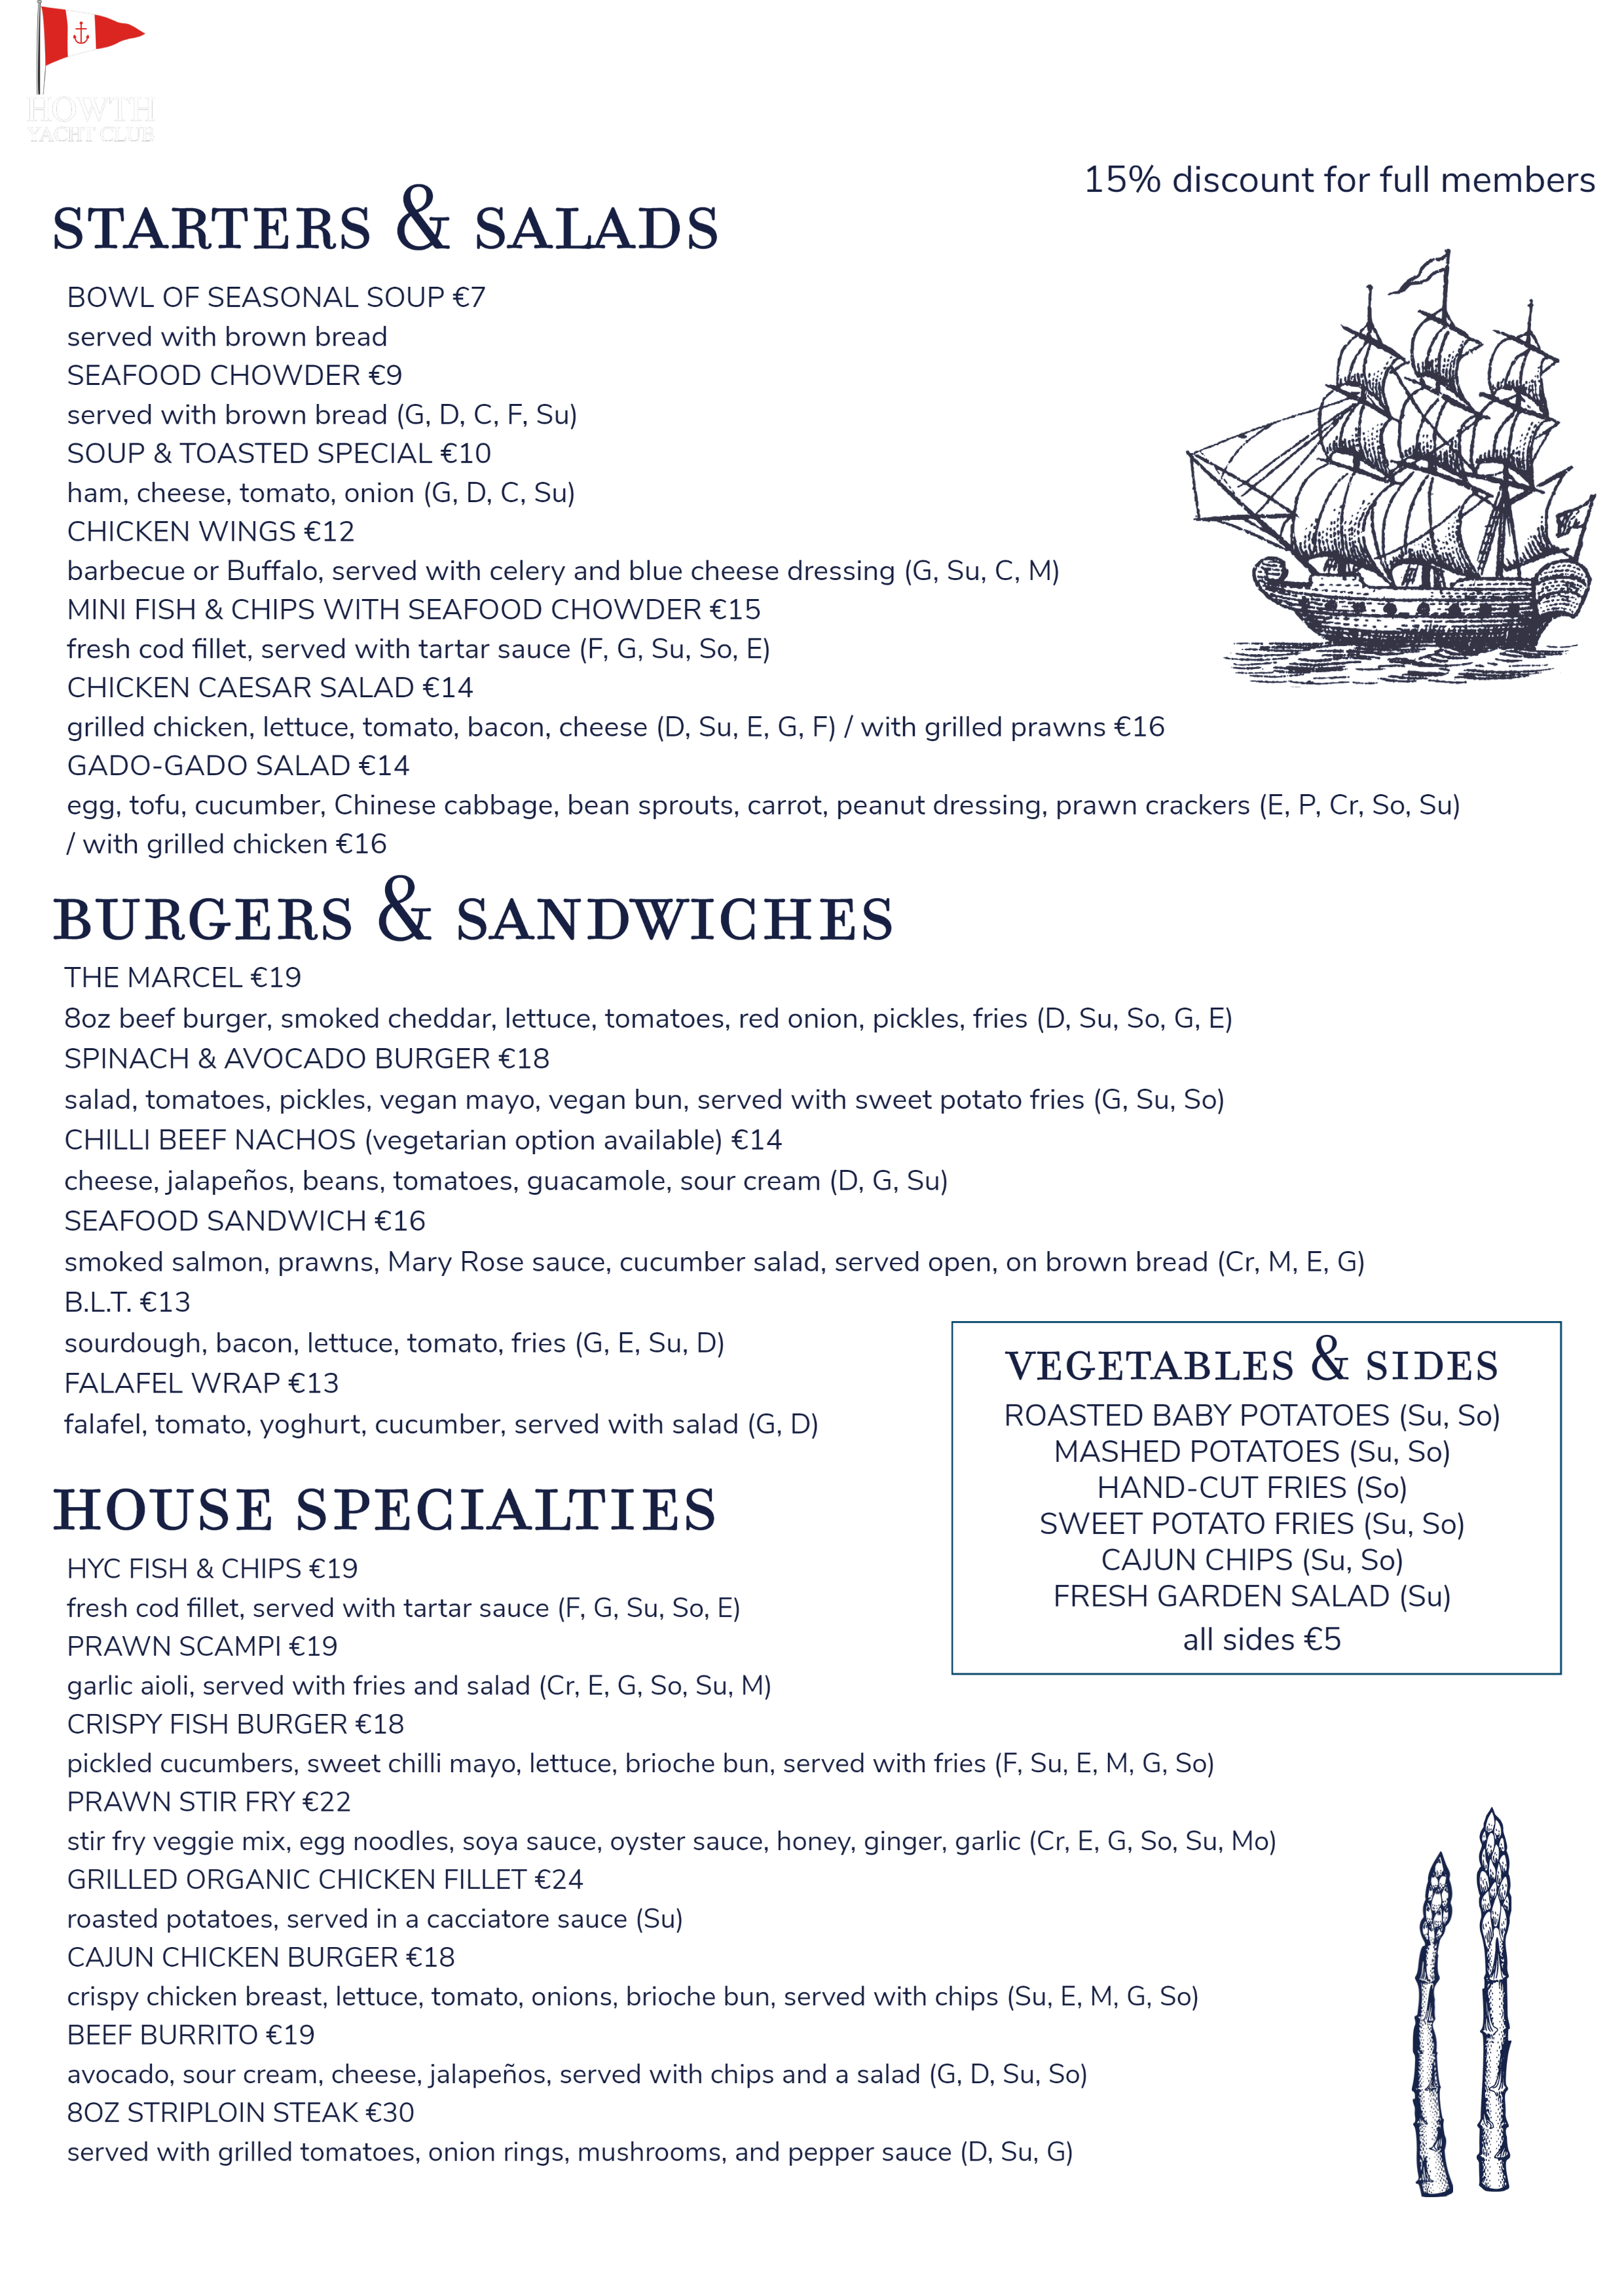 HOWTH
YACHT CLUB
15% discount for full members
STARTERS & SALADS
BOWL OF SEASONAL SOUP €7
served with brown bread
SEAFOOD CHOWDER €9
served with brown bread (G, D, C, F, Su)
SOUP & TOASTED SPECIAL €10
ham, cheese, tomato, onion (G, D, C, Su)
CHICKEN WINGS €12
barbecue or Buffalo, served with celery and blue cheese dressing (G, Su, C, M)
MINI FISH & CHIPS WITH SEAFOOD CHOWDER €15
fresh cod fillet, served with tartar sauce (F, G, Su, So, E)
CHICKEN CAESAR SALAD €14
grilled chicken, lettuce, tomato, bacon, cheese (D, Su, E, G, F) / with grilled prawns €16
GADO-GADO SALAD €14
egg, tofu, cucumber, Chinese cabbage, bean sprouts, carrot, peanut dressing, prawn crackers (E, P, Cr, So, Su)
/ with grilled chicken €16
BURGERS & SANDWICHES
THE MARCEL €19
8oz beef burger, smoked cheddar, lettuce, tomatoes, red onion, pickles, fries (D, Su, So, G, E)
SPINACH & AVOCADO BURGER €18
salad, tomatoes, pickles, vegan mayo, vegan bun, served with sweet potato fries (G, Su, So)
CHILLI BEEF NACHOS (vegetarian option available) €14
cheese, jalapeños, beans, tomatoes, guacamole, sour cream (D, G, Su)
SEAFOOD SANDWICH €16
smoked salmon, prawns, Mary Rose sauce, cucumber salad, served open, on brown bread (Cr, M, E, G)
B.L.T. €13
sourdough, bacon, lettuce, tomato, fries (G, E, Su, D)
FALAFEL WRAP €13
falafel, tomato, yoghurt, cucumber, served with salad (G, D)
VEGETABLES & SIDES
ROASTED BABY POTATOES (Su, So)
MASHED POTATOES (Su, So)
HAND-CUT FRIES (So)
SWEET POTATO FRIES (Su, So)
CAJUN CHIPS (Su, So)
FRESH GARDEN SALAD (Su)
all sides €5
HOUSE SPECIALTIES
HYC FISH & CHIPS €19
fresh cod fillet, served with tartar sauce (F, G, Su, So, E)
PRAWN SCAMPI €19
garlic aioli, served with fries and salad (Cr, E, G, So, Su, M)
CRISPY FISH BURGER €18
pickled cucumbers, sweet chilli mayo, lettuce, brioche bun, served with fries (F, Su, E, M, G, So)
PRAWN STIR FRY €22
stir fry veggie mix, egg noodles, soya sauce, oyster sauce, honey, ginger, garlic (Cr, E, G, So, Su, Mo)
GRILLED ORGANIC CHICKEN FILLET €24
roasted potatoes, served in a cacciatore sauce (Su)
CAJUN CHICKEN BURGER €18
crispy chicken breast, lettuce, tomato, onions, brioche bun, served with chips (Su, E, M, G, So)
BEEF BURRITO €19
avocado, sour cream, cheese, jalapeños, served with chips and a salad (G, D, Su, So)
8OZ STRIPLOIN STEAK €30
served with grilled tomatoes, onion rings, mushrooms, and pepper sauce (D, Su, G)